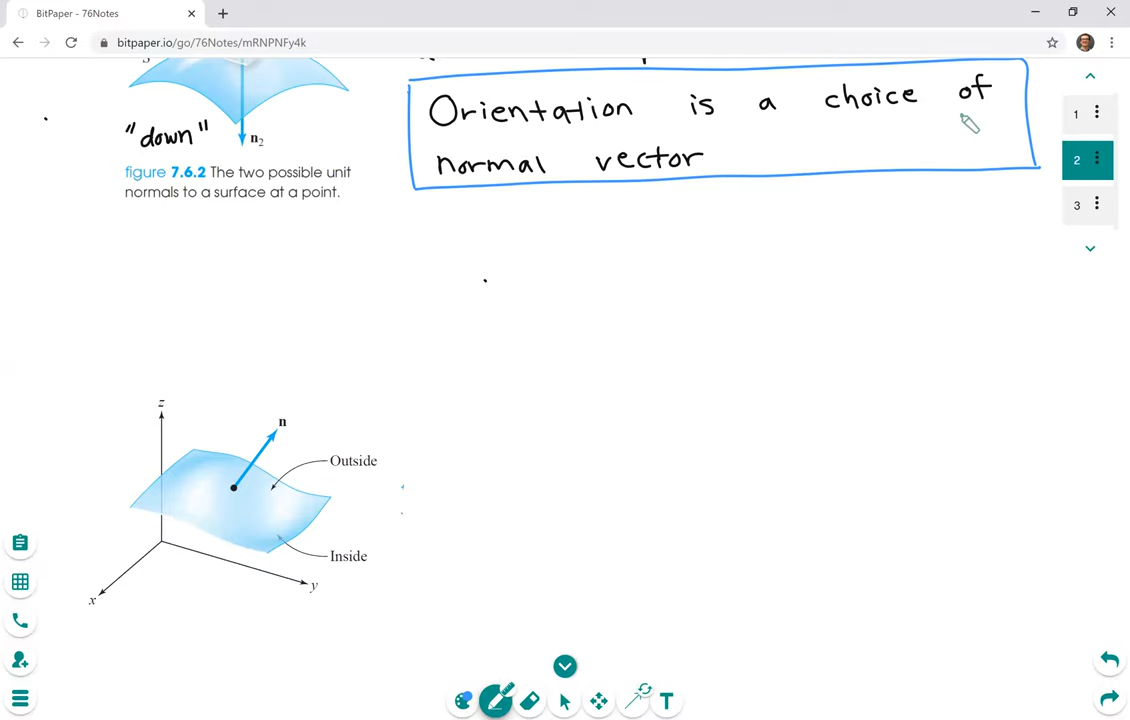 BitPaper - 76Notes
bitpaper.io/go/76Notes/mRNPNFy4k
Orientation is a choice of
normal vector
"down"
n₂
figure 7.6.2 The two possible unit
normals to a surface at a point.
1
2
3
z
n
Outside
Inside
y
x
T